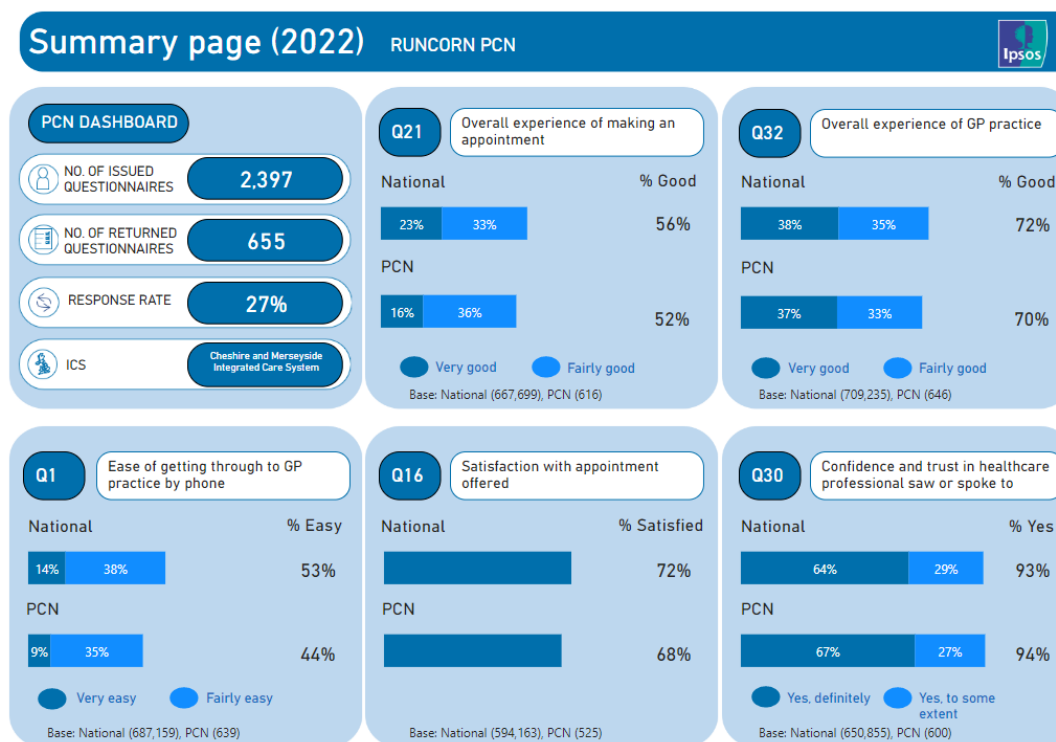 Summary page (2022) RUNCORN PCN
Ipsos
PCN DASHBOARD
NO. OF ISSUED
QUESTIONNAIRES
2,397
NO. OF RETURNED
QUESTIONNAIRES
655
RESPONSE RATE
27%
ICS
Cheshire and Merseyside
Integrated Care System
Q21
Overall experience of making an
appointment
National % Good
23% 33% 56%
PCN
16% 36% 52%
Very good Fairly good
Base: National (667,699), PCN (616)
Q32
Overall experience of GP practice
National % Good
38% 35% 72%
PCN
37% 33% 70%
Very good Fairly good
Base: National (709,235), PCN (646)
Q1
Ease of getting through to GP
practice by phone
National % Easy
14% 38% 53%
PCN
9% 35% 44%
Very easy Fairly easy
Base: National (687,159), PCN (639)
Q16
Satisfaction with appointment
offered
National % Satisfied
72%
PCN
68%
Base: National (594,163), PCN (525)
Q30
Confidence and trust in healthcare
professional saw or spoke to
National % Yes
64% 29% 93%
PCN
67% 27% 94%
Yes, definitely Yes, to some
extent
Base: National (650,855), PCN (600)